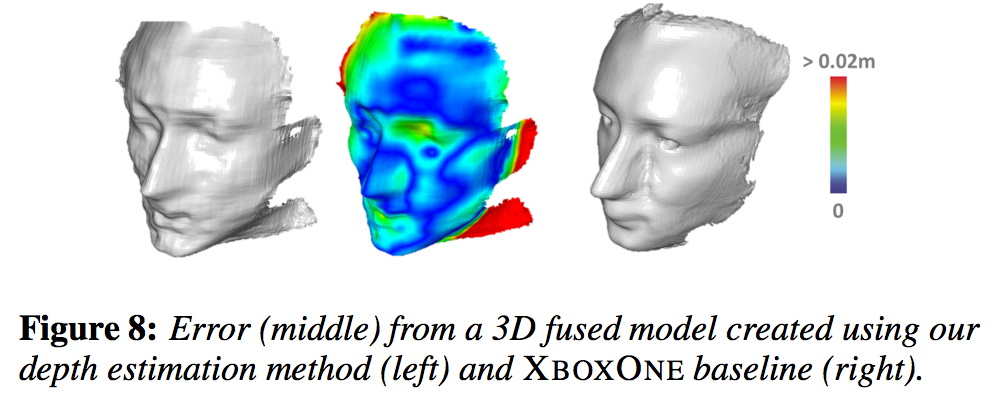 > 0.02m
0
Figure 8: Error (middle) from a 3D fused model created using our
depth estimation method (left) and XBOXONE baseline (right).